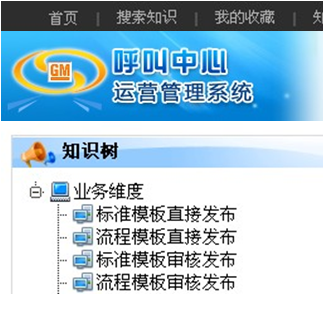 首页 | 搜索知识 | 我的收藏 |
GM
呼叫中心
运营管理系统
知识树
业务维度
标准模板直接发布
流程模板直接发布
标准模板审核发布
流程模板审核发布